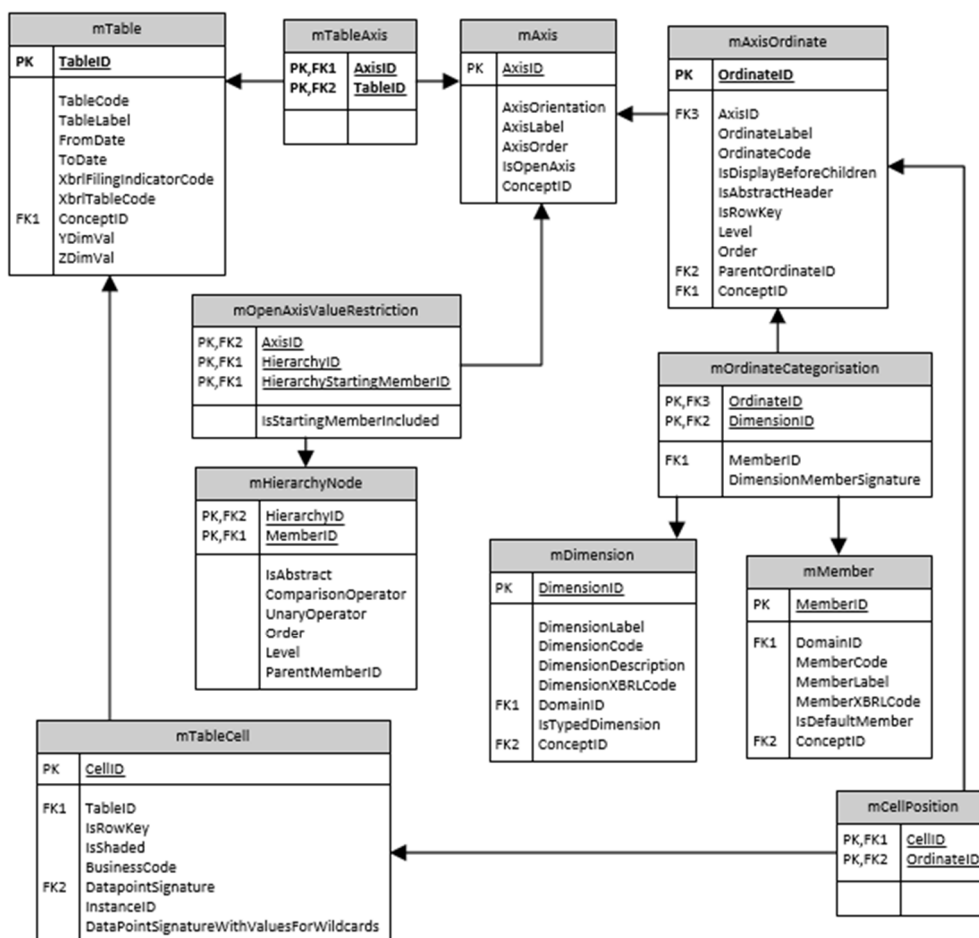 mTable
PK TableID
TableCode
TableLabel
FromDate
ToDate
XbrlFilingIndicatorCode
XbrlTableCode
FK1 ConceptID
YDimVal
ZDimVal
mTableAxis
PK,FK1 AxisID
PK,FK2 TableID
mAxis
PK AxisID
AxisOrientation
AxisLabel
AxisOrder
IsOpenAxis
ConceptID
mAxisOrdinate
PK OrdinateID
FK3 AxisID
OrdinateLabel
OrdinateCode
IsDisplayBeforeChildren
IsAbstractHeader
IsRowKey
Level
Order
FK2 ParentOrdinateID
FK1 ConceptID
mOpenAxisValueRestriction
PK,FK2 AxisID
PK,FK1 HierarchyID
PK,FK1 HierarchyStartingMemberID
IsStartingMemberIncluded
mOrdinateCategorisation
PK,FK3 OrdinateID
PK,FK2 DimensionID
FK1 MemberID
DimensionMemberSignature
mHierarchyNode
PK,FK2 HierarchyID
PK,FK1 MemberID
IsAbstract
ComparisonOperator
UnaryOperator
Order
Level
ParentMemberID
mDimension
PK DimensionID
DimensionLabel
DimensionCode
DimensionDescription
DimensionXBRLCode
FK1 DomainID
IsTypedDimension
FK2 ConceptID
mMember
PK MemberID
FK1 DomainID
MemberCode
MemberLabel
MemberXBRLCode
IsDefaultMember
FK2 ConceptID
mTableCell
PK CellID
FK1 TableID
IsRowKey
IsShaded
BusinessCode
FK2 DatapointSignature
InstanceID
DataPointSignatureWithValuesForWildcards
mCellPosition
PK,FK1 CellID
PK,FK2 OrdinateID